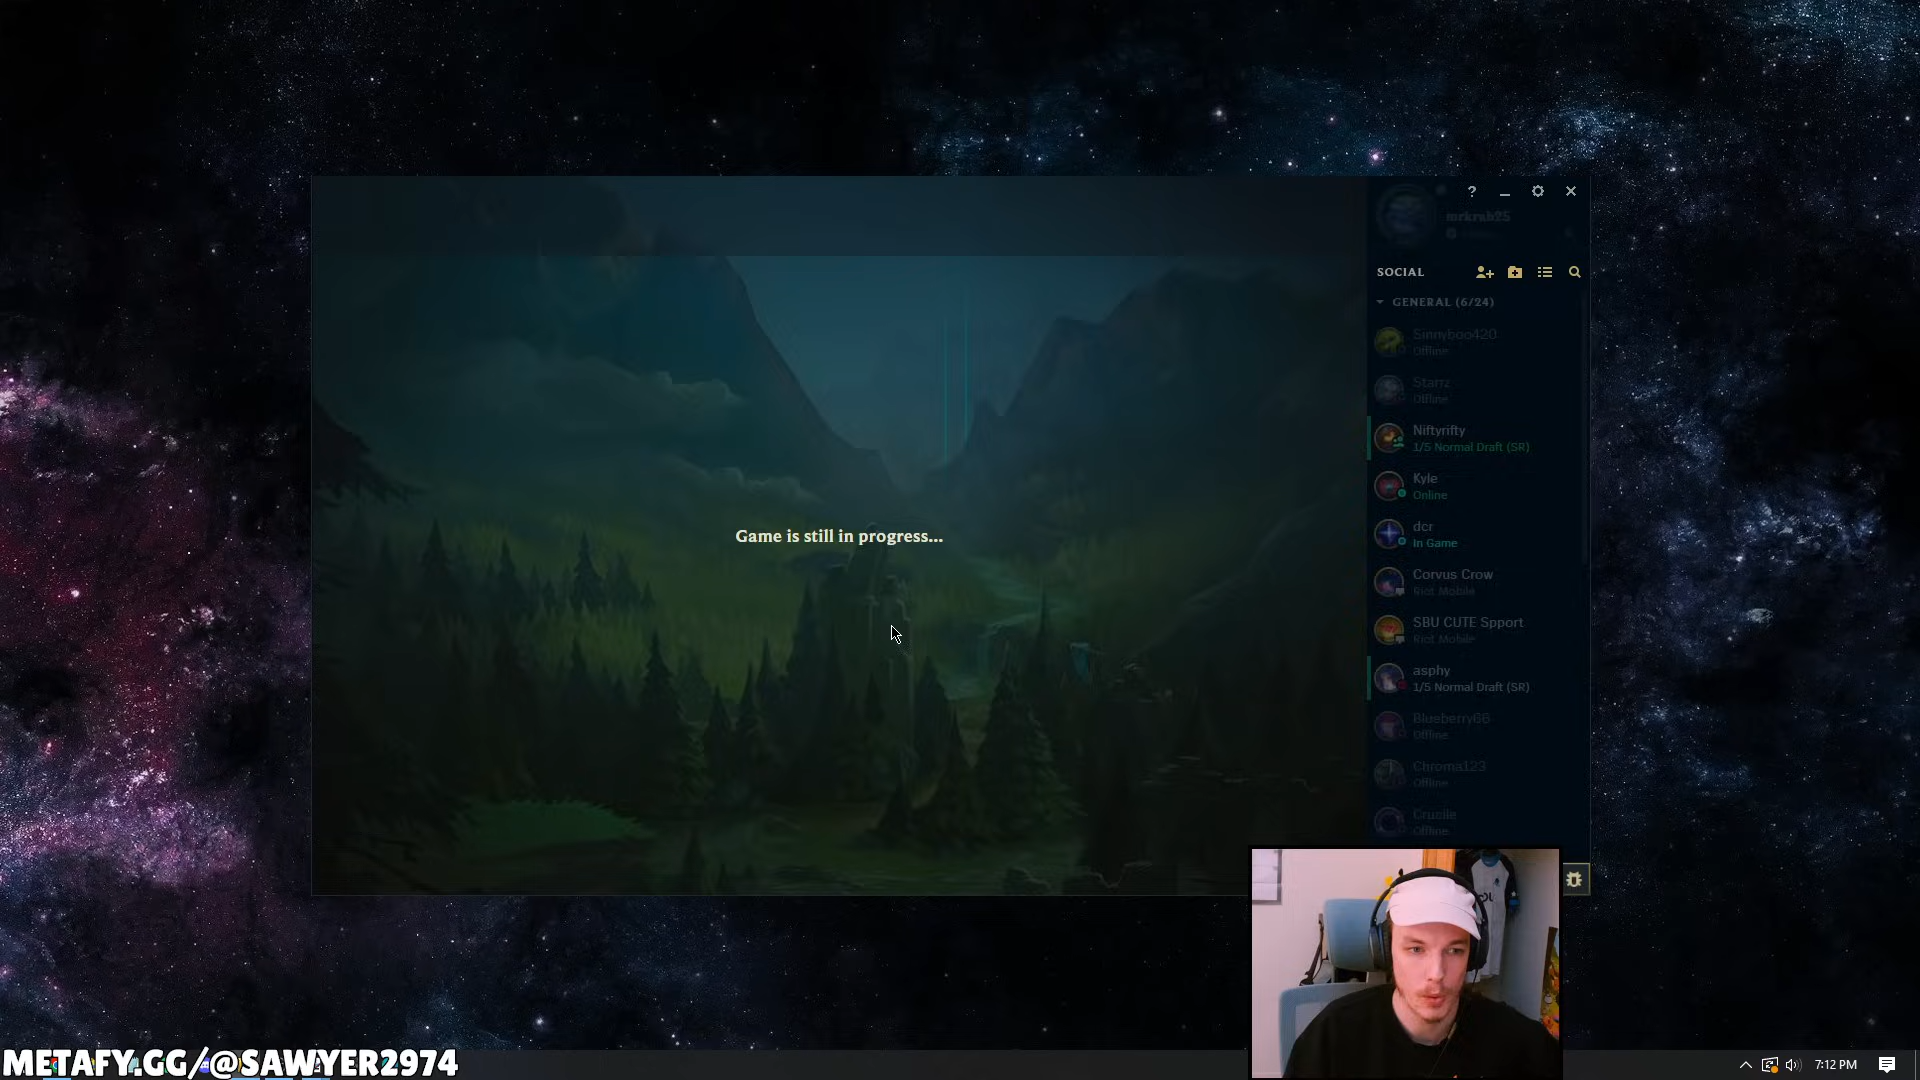 ?
mrkrab25
SOCIAL
GENERAL (6/24)
Sinnyboo420
Offline
Starrz
Offline
Niftyrifty
1/5 Normal Draft (SR)
Kyle
Online
dcr
In Game
Corvus Crow
Riot Mobile
SBU CUTE Spport
Riot Mobile
asphy
1/5 Normal Draft (SR)
Blueberry66
Offline
Chroma123
Offline
Crucile
Offline
Game is still in progress...
METAFY.GG/@SAWYER2974
7:12 PM